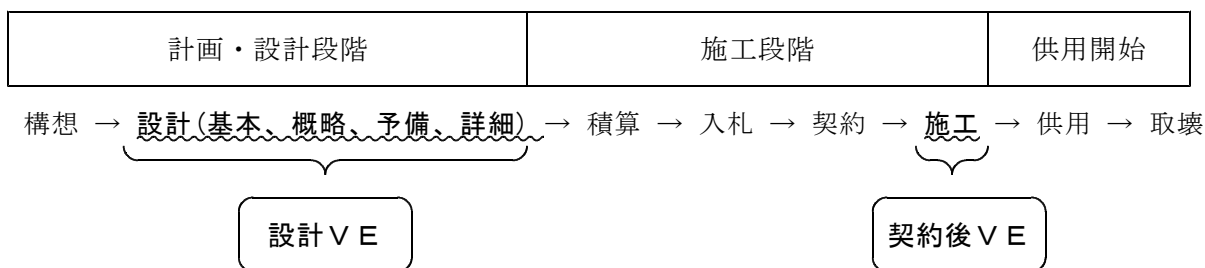 計画・設計段階 施工段階 供用開始
構想 → 設計(基本、概略、予備、詳細) → 積算 → 入札 → 契約 → 施工 → 供用 → 取壊
設計ＶＥ 契約後ＶＥ